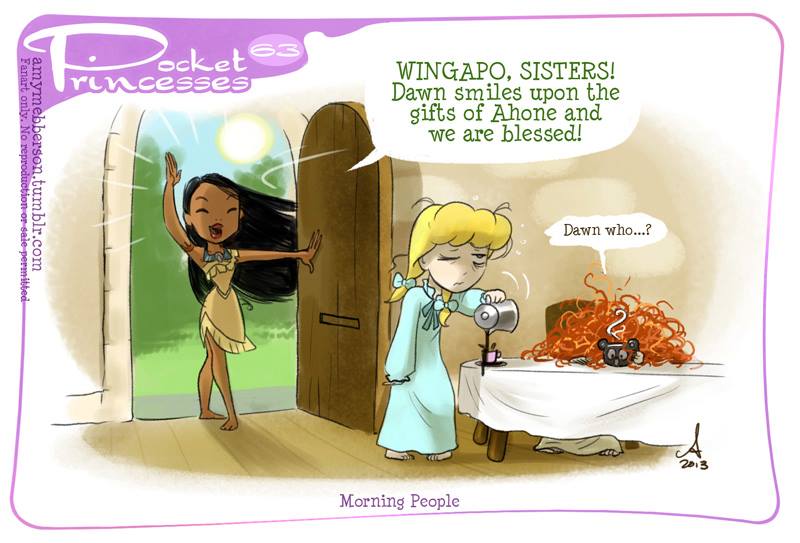 Pocket
Princesses
63
amymebberson.tumblr.com
Fanart only. No reproduction or sale permitted
WINGAPO, SISTERS!
Dawn smiles upon the
gifts of Ahone and
we are blessed!
Dawn who...?
A
2013
Morning People